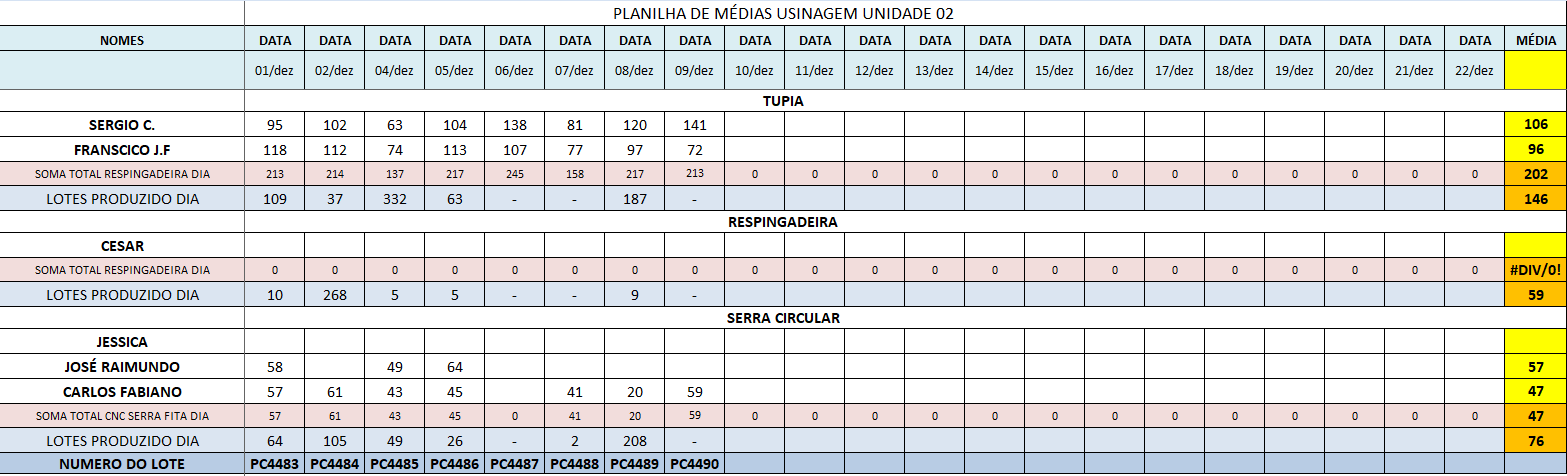 PLANILHA DE MÉDIAS USINAGEM UNIDADE 02
NOMES DATA DATA DATA DATA DATA DATA DATA DATA DATA DATA DATA DATA DATA DATA DATA DATA DATA DATA DATA DATA DATA MÉDIA
01/dez 02/dez 04/dez 05/dez 06/dez 07/dez 08/dez 09/dez 10/dez 11/dez 12/dez 13/dez 14/dez 15/dez 16/dez 17/dez 18/dez 19/dez 20/dez 21/dez 22/dez
TUPIA
SERGIO C. 95 102 63 104 138 81 120 141 106
FRANSCICO J.F 118 112 74 113 107 77 97 72 96
SOMA TOTAL RESPINGADEIRA DIA 213 214 137 217 245 158 217 213 0 0 0 0 0 0 0 0 0 0 0 0 0 202
LOTES PRODUZIDO DIA 109 37 332 63 - - 187 - 146
RESPINGADEIRA
CESAR
SOMA TOTAL RESPINGADEIRA DIA 0 0 0 0 0 0 0 0 0 0 0 0 0 0 0 0 0 0 0 0 0 #DIV/0!
LOTES PRODUZIDO DIA 10 268 5 5 - - 9 - 59
SERRA CIRCULAR
JESSICA
JOSÉ RAIMUNDO 58 49 64 57
CARLOS FABIANO 57 61 43 45 41 20 59 47
SOMA TOTAL CNC SERRA FITA DIA 57 61 43 45 0 41 20 59 0 0 0 0 0 0 0 0 0 0 0 0 0 47
LOTES PRODUZIDO DIA 64 105 49 26 - 2 208 - 76
NUMERO DO LOTE PC4483 PC4484 PC4485 PC4486 PC4487 PC4488 PC4489 PC4490